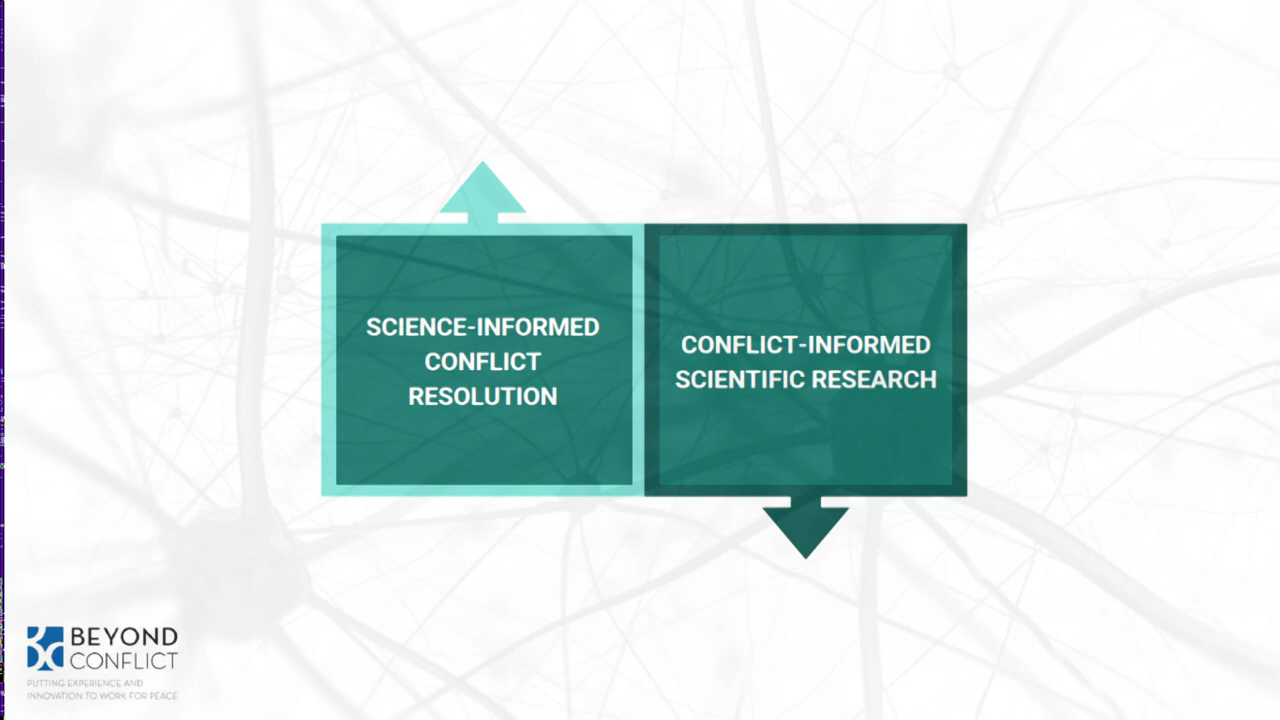 SCIENCE-INFORMED
CONFLICT
RESOLUTION
CONFLICT-INFORMED
SCIENTIFIC RESEARCH
BEYOND
CONFLICT
PUTTING EXPERIENCE AND
INNOVATION TO WORK FOR PEACE